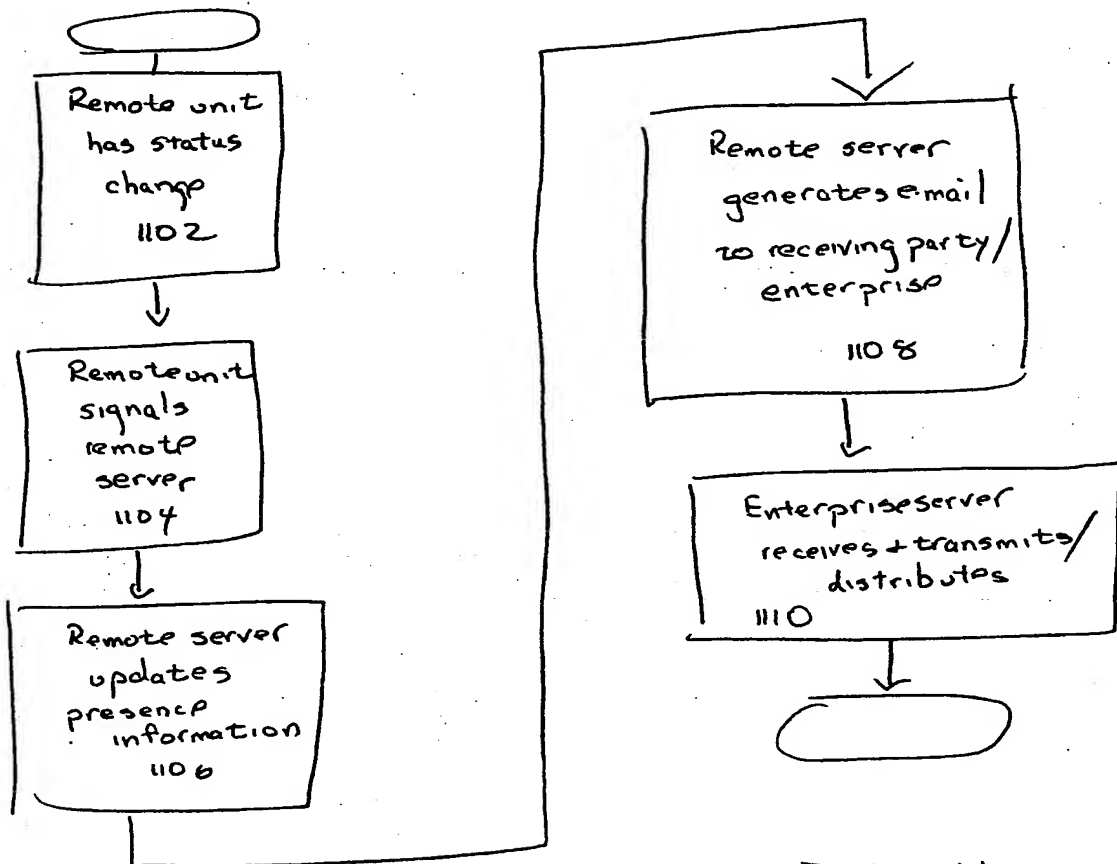 Remote unit
has status
change
1102
Remote unit
signals
remote
server
1104
Remote server
updates
presence
information
1106
Remote server
generates e-mail
to receiving party/
enterprise
1108
Enterprise server
receives + transmits/
distributes
1110